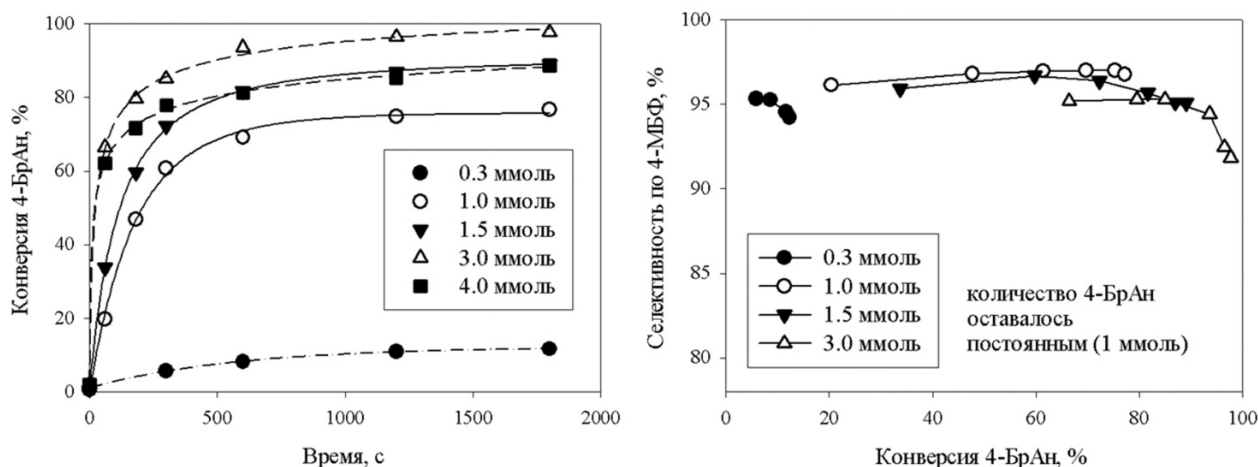 Конверсия 4-БрАн, %
100
80
60
40
20
0
0
500
1000
1500
2000
Время, с
0.3 ммоль
1.0 ммоль
1.5 ммоль
3.0 ммоль
4.0 ммоль
Селективность по 4-МБФ, %
100
95
90
95
80
0
20
40
60
80
100
Конверсия 4-БрАн, %
0.3 ммоль
1.0 ммоль
1.5 ммоль
3.0 ммоль
количество 4-БрАн
оставалось
постоянным (1 ммоль)